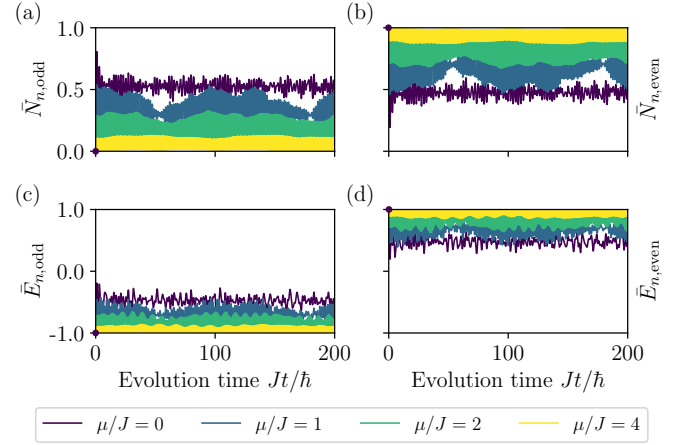 (a)
(b)
1.0
0.5
0.0
N̄n,odd
N̄n,even
(c)
(d)
1.0
0.0
-1.0
Ēn,odd
Ēn,even
0
100
200
0
100
200
Evolution time Jt/ħ
Evolution time Jt/ħ
μ/J = 0
μ/J = 1
μ/J = 2
μ/J = 4